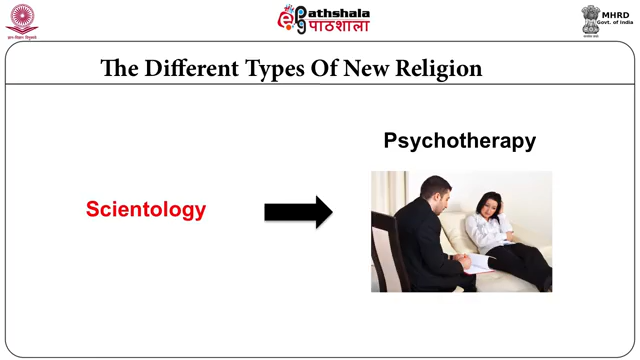 Pathshala
पाठशाला
MHRD
Govt. of India
The Different Types Of New Religion
Psychotherapy
Scientology